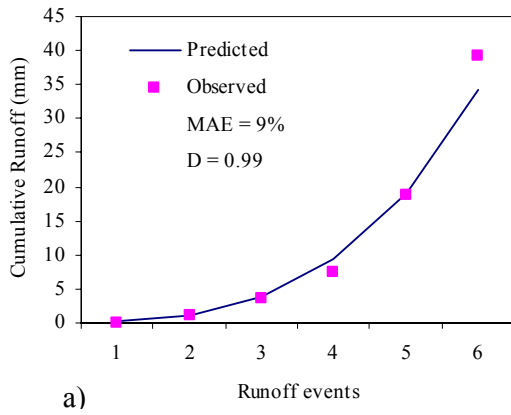 45
40
35
30
25
20
15
10
5
0
Cumulative Runoff (mm)
Predicted
Observed
MAE = 9%
D = 0.99
1 2 3 4 5 6
a) Runoff events